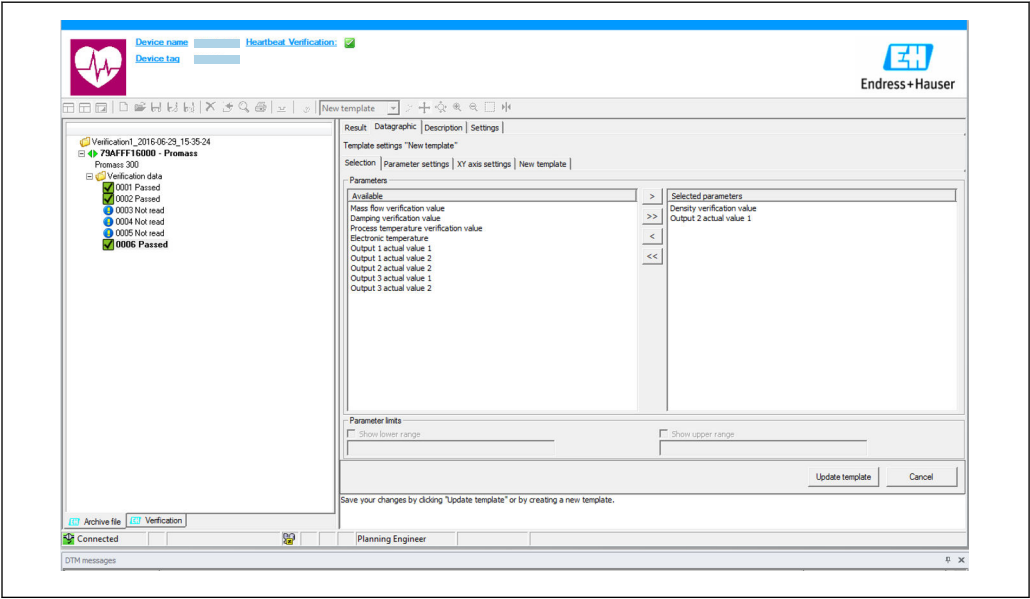 Device name Heartbeat Verification:
Device tag
EH
Endress+Hauser
New template
Verification1_2016-06-29_15-35-24
79AFFF16000 - Promass
Promass 300
Verification data
0001 Passed
0002 Passed
0003 Not read
0004 Not read
0005 Not read
0006 Passed
Result Datagraphic Description Settings
Template settings "New template"
Selection Parameter settings XY axis settings New template
Parameters
Available
Mass flow verification value
Damping verification value
Process temperature verification value
Electronic temperature
Output 1 actual value 1
Output 1 actual value 2
Output 2 actual value 2
Output 3 actual value 1
Output 3 actual value 2
>
>>
<
<<
Selected parameters
Density verification value
Output 2 actual value 1
Parameter limits
Show lower range Show upper range
Update template Cancel
Save your changes by clicking "Update template" or by creating a new template.
EH Archive file EH Verification
Connected Planning Engineer
DTM messages